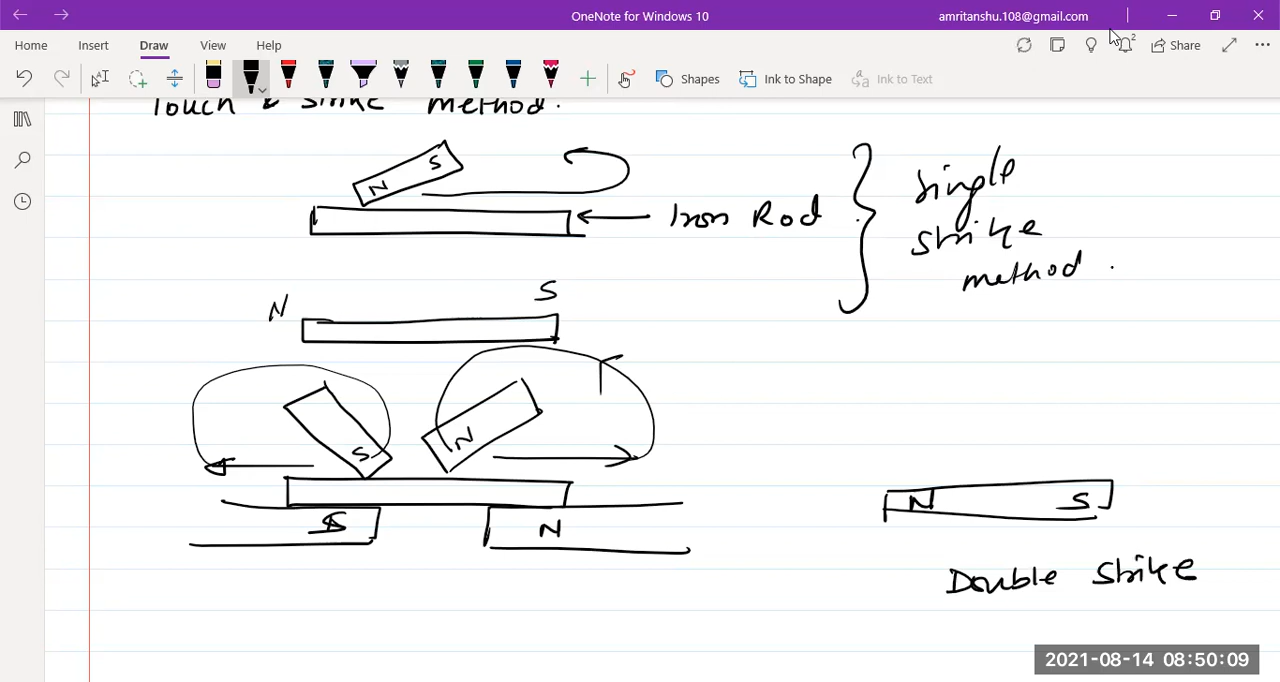 OneNote for Windows 10
amritanshu.108@gmail.com
Home Insert Draw View Help
2
Share
Shapes
Ink to Shape
Ink to Text
Touch & strike method.
N S
Iron Rod
single
strike
method.
N S
S N
S N
N S
Double Strike
2021-08-14 08:50:09